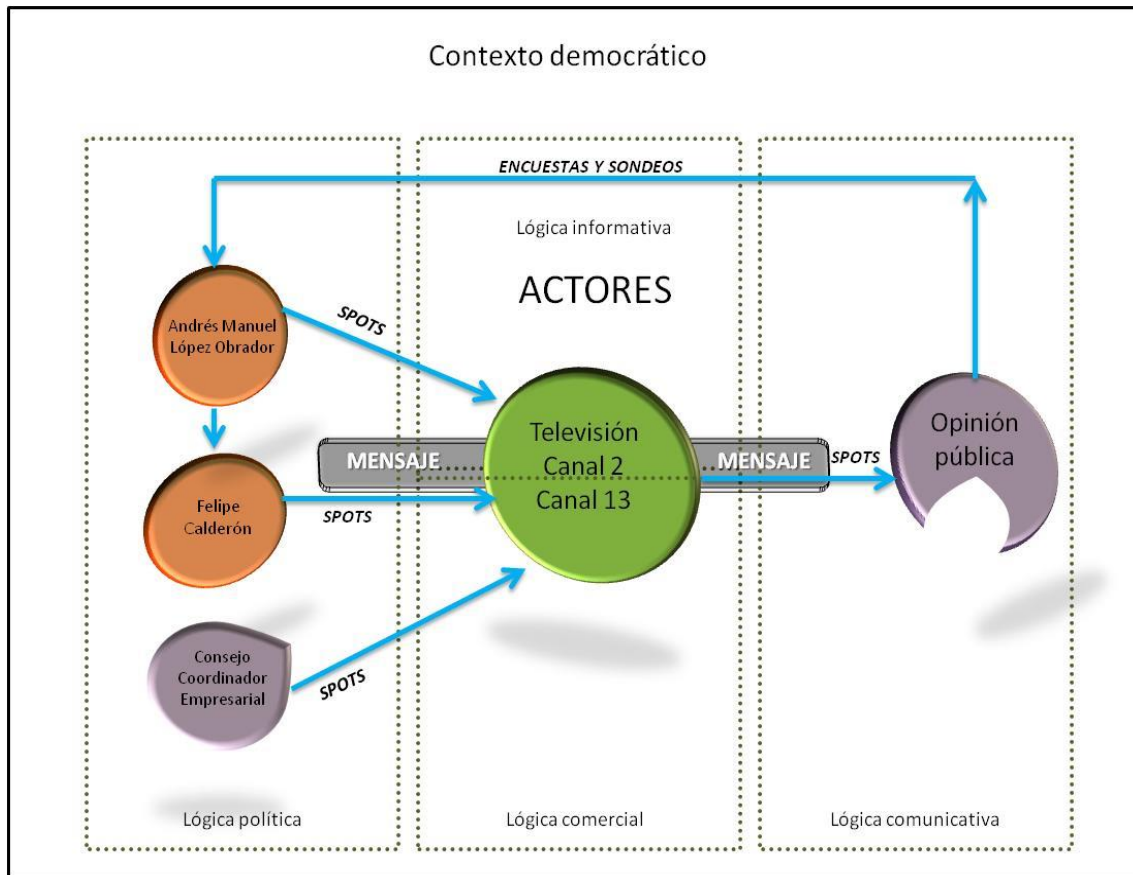 Contexto democrático
ENCUESTAS Y SONDEOS
Lógica informativa
ACTORES
Andrés Manuel
López Obrador
SPOTS
Felipe
Calderón
SPOTS
Consejo
Coordinador
Empresarial
SPOTS
MENSAJE
Televisión
Canal 2
Canal 13
MENSAJE
SPOTS
Opinión
pública
Lógica política
Lógica comercial
Lógica comunicativa